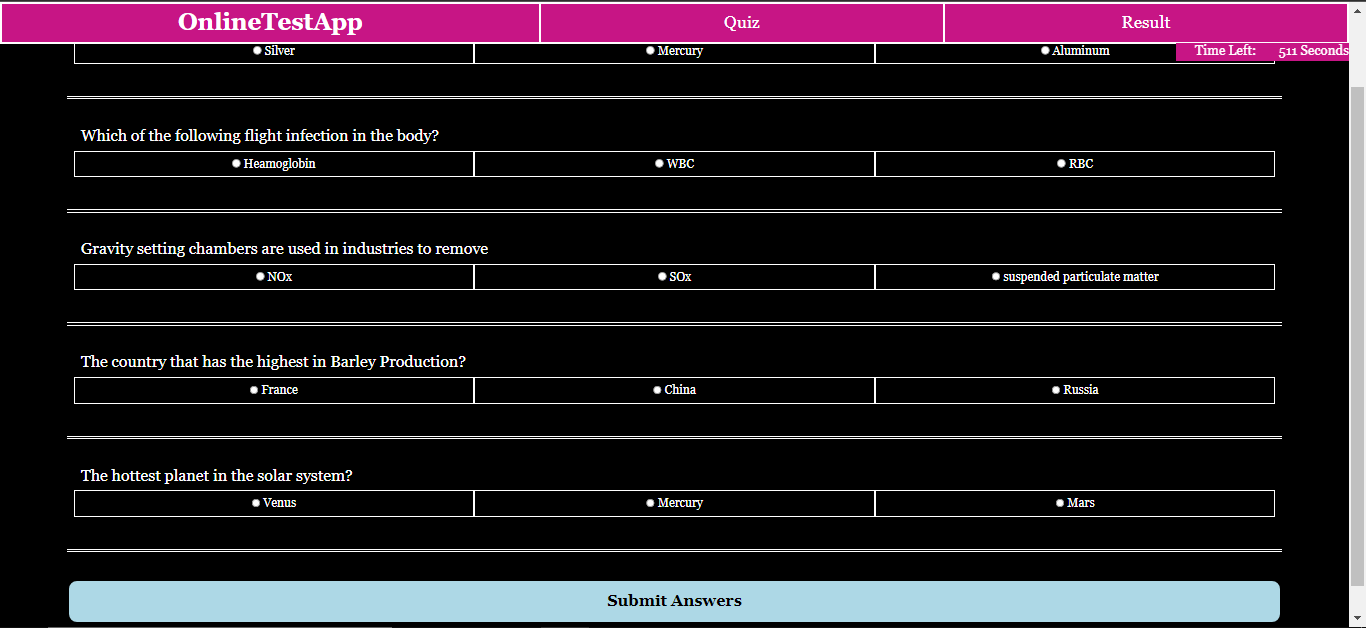 OnlineTestApp Quiz Result
Silver Mercury Aluminum Time Left: 511 Seconds
Which of the following flight infection in the body?
Heamoglobin WBC RBC
Gravity setting chambers are used in industries to remove
NOx SOx suspended particulate matter
The country that has the highest in Barley Production?
France China Russia
The hottest planet in the solar system?
Venus Mercury Mars
Submit Answers